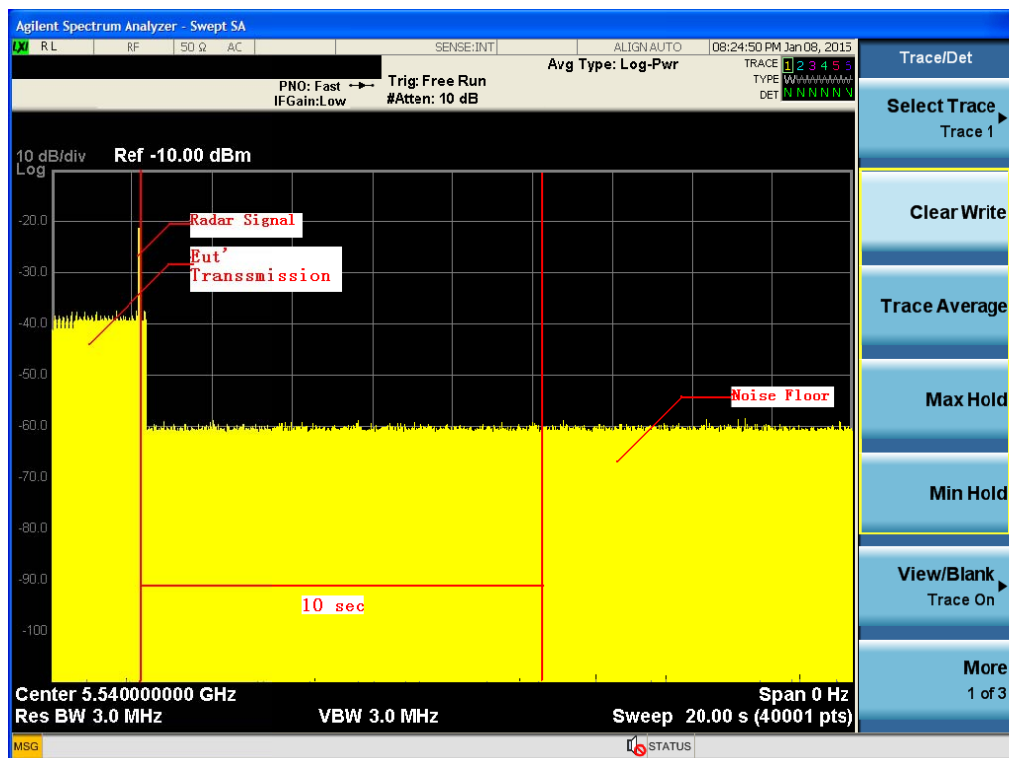 Agilent Spectrum Analyzer - Swept SA
LXI RL RF 50 Ω AC SENSE:INT ALIGN AUTO 08:24:50 PM Jan 08, 2015
Avg Type: Log-Pwr
TRACE 1 2 3 4 5 6
TYPE
DET N N N N N N
PNO: Fast
IFGain:Low
Trig: Free Run
#Atten: 10 dB
10 dB/div Ref -10.00 dBm
Log
-20.0
-30.0
-40.0
-50.0
-60.0
-70.0
-80.0
-90.0
-100
Radar Signal
Eut'
Transsmission
Noise Floor
10 sec
Center 5.540000000 GHz Span 0 Hz
Res BW 3.0 MHz VBW 3.0 MHz Sweep 20.00 s (40001 pts)
MSG STATUS
Trace/Det
Select Trace
Trace 1
Clear Write
Trace Average
Max Hold
Min Hold
View/Blank
Trace On
More
1 of 3